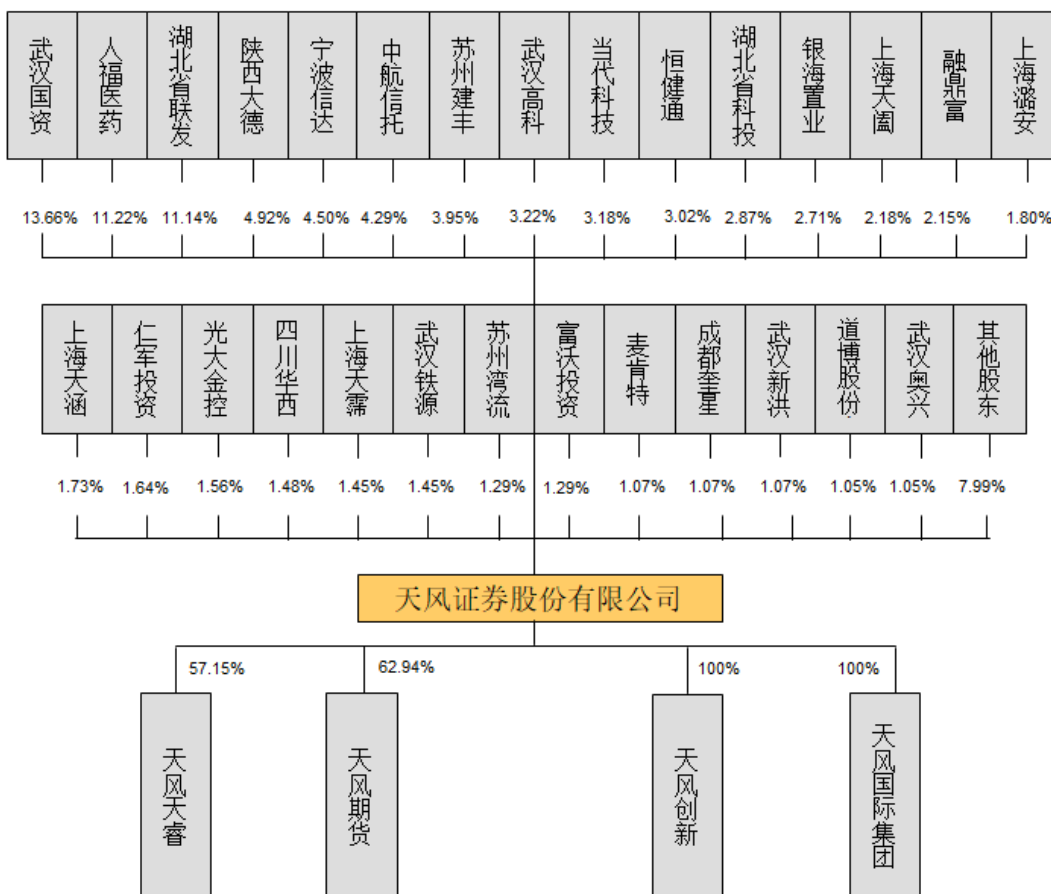 武汉国资
人福医药
湖北省联发
陕西大德
宁波信达
中航信托
苏州建丰
武汉高科
当代科技
恒健通
湖北省科投
银海置业
上海天阖
融鼎富
上海潞安
13.66%
11.22%
11.14%
4.92%
4.50%
4.29%
3.95%
3.22%
3.18%
3.02%
2.87%
2.71%
2.18%
2.15%
1.80%
上海天涵
仁军投资
光大金控
四川华西
上海天霈
武汉铁源
苏州湾流
富沃投资
麦肯特
成都奎星
武汉新洪
道博股份
武汉奥兴
其他股东
1.73%
1.64%
1.56%
1.48%
1.45%
1.45%
1.29%
1.29%
1.07%
1.07%
1.07%
1.05%
1.05%
7.99%
天风证券股份有限公司
57.15%
62.94%
100%
100%
天风天睿
天风期货
天风创新
天风国际集团